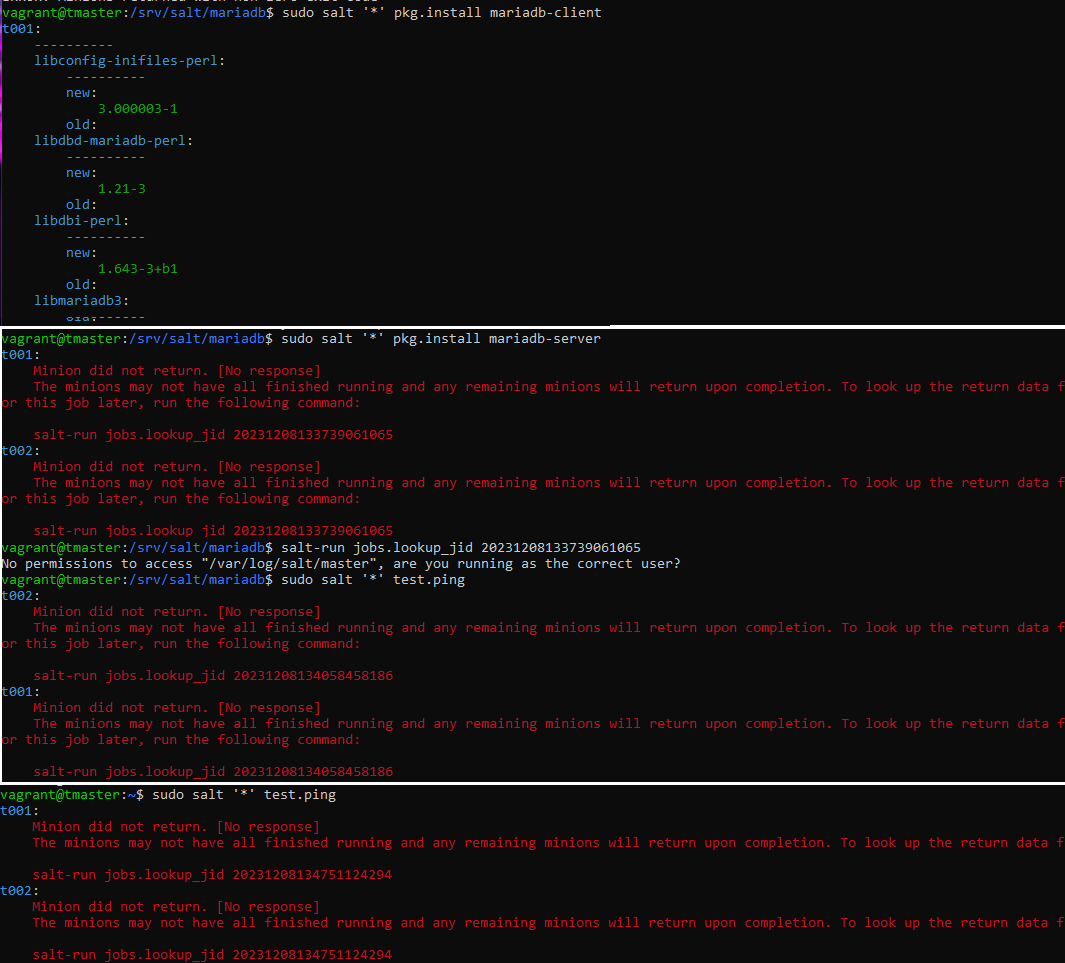 vagrant@tmaster:/srv/salt/mariadb$ sudo salt '*' pkg.install mariadb-client
t001:
----------
libconfig-inifiles-perl:
----------
new:
3.000003-1
old:
libdbd-mariadb-perl:
----------
new:
1.21-3
old:
libdbi-perl:
----------
new:
1.643-3+b1
old:
libmariadb3:
------
vagrant@tmaster:/srv/salt/mariadb$ sudo salt '*' pkg.install mariadb-server
t001:
Minion did not return. [No response]
The minions may not have all finished running and any remaining minions will return upon completion. To look up the return data f
or this job later, run the following command:
salt-run jobs.lookup_jid 20231208133739061065
t002:
Minion did not return. [No response]
The minions may not have all finished running and any remaining minions will return upon completion. To look up the return data f
or this job later, run the following command:
salt-run jobs.lookup jid 20231208133739061065
vagrant@tmaster:/srv/salt/mariadb$ salt-run jobs.lookup_jid 20231208133739061065
No permissions to access "/var/log/salt/master", are you running as the correct user?
vagrant@tmaster:/srv/salt/mariadb$ sudo salt '*' test.ping
t002:
Minion did not return. [No response]
The minions may not have all finished running and any remaining minions will return upon completion. To look up the return data f
or this job later, run the following command:
salt-run jobs.lookup_jid 20231208134058458186
t001:
Minion did not return. [No response]
The minions may not have all finished running and any remaining minions will return upon completion. To look up the return data f
or this job later, run the following command:
salt-run jobs.lookup_jid 20231208134058458186
vagrant@tmaster:~$ sudo salt '*' test.ping
t001:
Minion did not return. [No response]
The minions may not have all finished running and any remaining minions will return upon completion. To look up the return data f
salt-run jobs.lookup_jid 20231208134751124294
t002:
Minion did not return. [No response]
The minions may not have all finished running and any remaining minions will return upon completion. To look up the return data f
salt-run jobs.lookup_jid 20231208134751124294